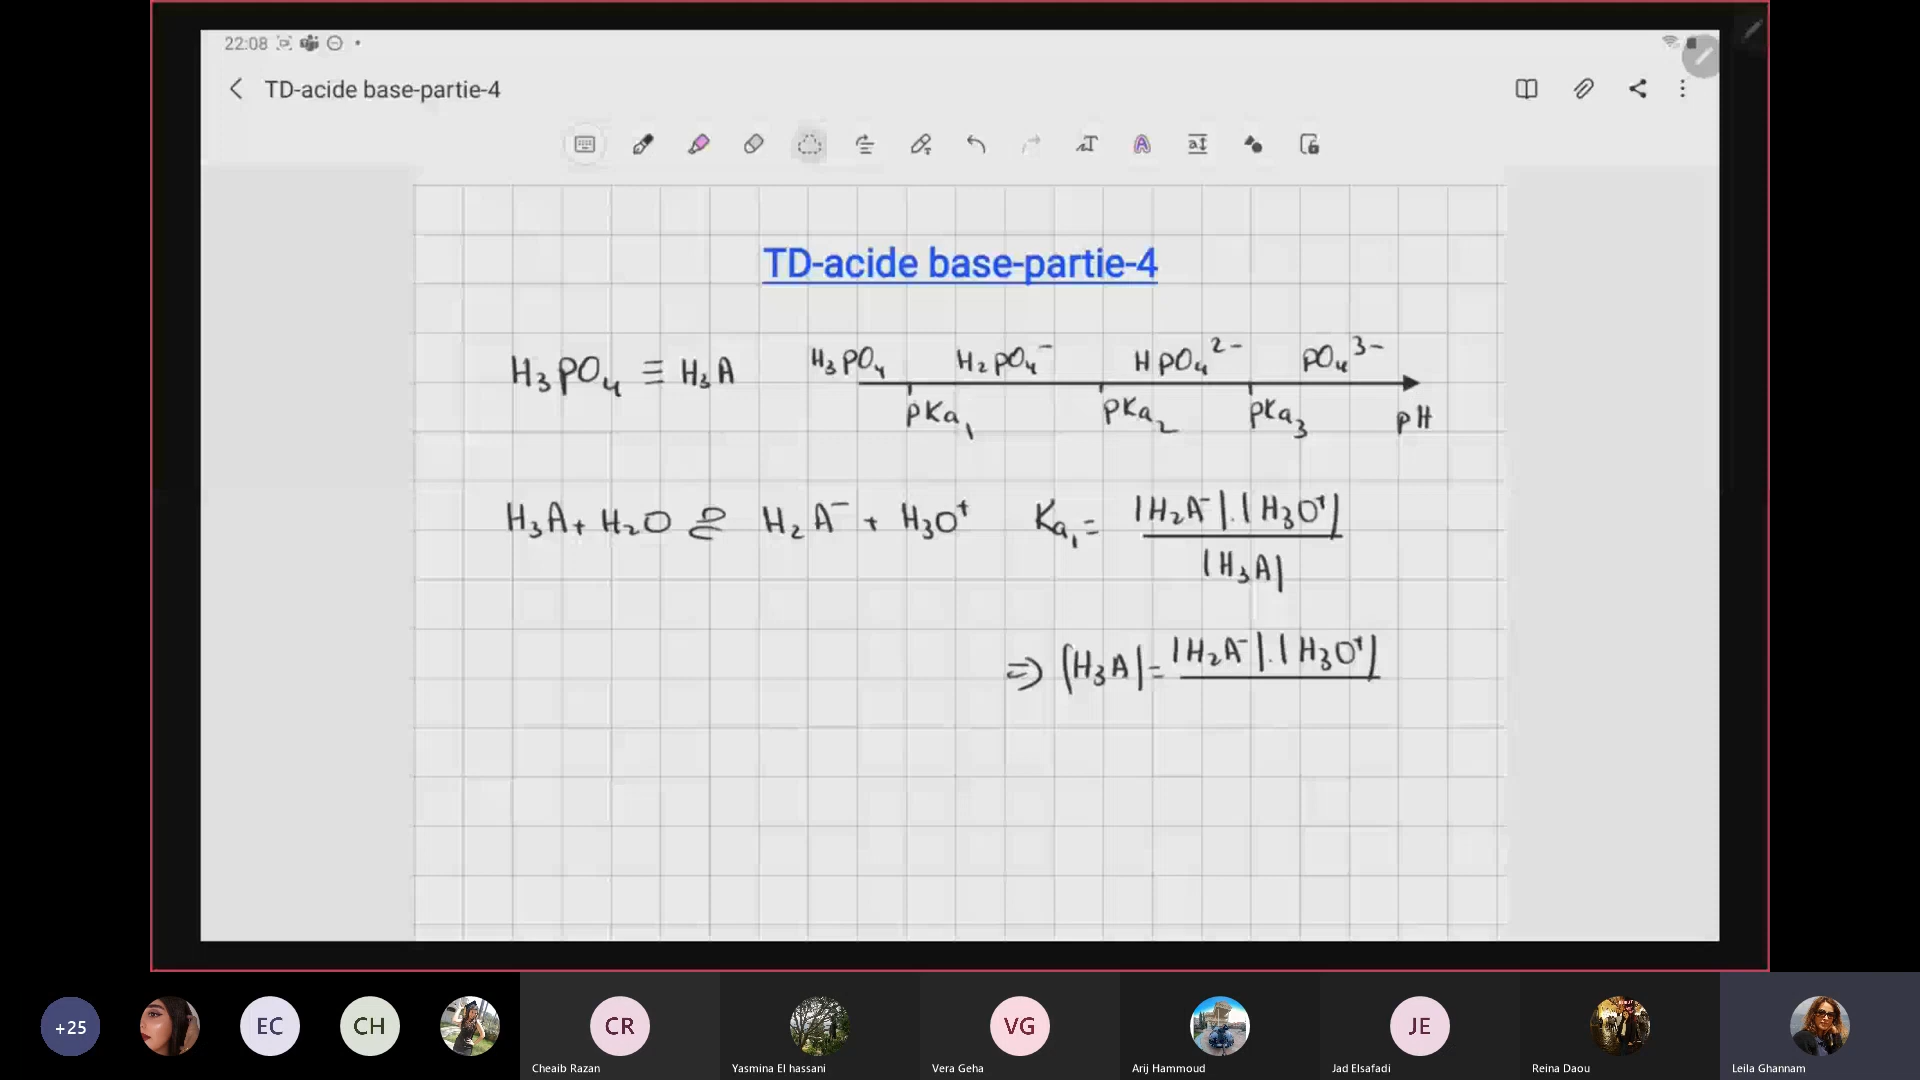 22:08
TD-acide base-partie-4
TD-acide base-partie-4
H₃PO₄ ≡ H₃A
H₃PO₄ H₂PO₄⁻ HPO₄²⁻ PO₄³⁻
pKa₁ pKa₂ pKa₃ pH
H₃A + H₂O ⇌ H₂A⁻ + H₃O⁺ Ka₁ = |H₂A⁻|.|H₃O⁺|
|H₃A|
⇒ |H₃A| = |H₂A⁻|.|H₃O⁺|
+25 EC CH CR VG JE
Cheaib Razan Yasmina El hassani Vera Geha Arij Hammoud Jad Elsafadi Reina Daou Leila Ghannam